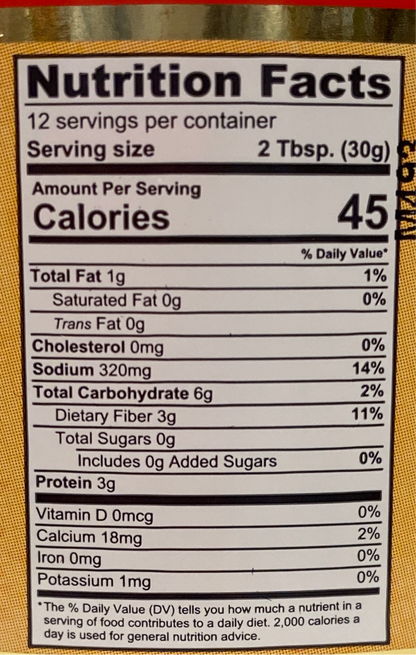 Nutrition Facts
12 servings per container
Serving size 2 Tbsp. (30g)
Amount Per Serving
Calories 45
% Daily Value*
Total Fat 1g 1%
Saturated Fat 0g 0%
Trans Fat 0g
Cholesterol 0mg 0%
Sodium 320mg 14%
Total Carbohydrate 6g 2%
Dietary Fiber 3g 11%
Total Sugars 0g
Includes 0g Added Sugars 0%
Protein 3g
Vitamin D 0mcg 0%
Calcium 18mg 2%
Iron 0mg 0%
Potassium 1mg 0%
*The % Daily Value (DV) tells you how much a nutrient in a
serving of food contributes to a daily diet. 2,000 calories a
day is used for general nutrition advice.